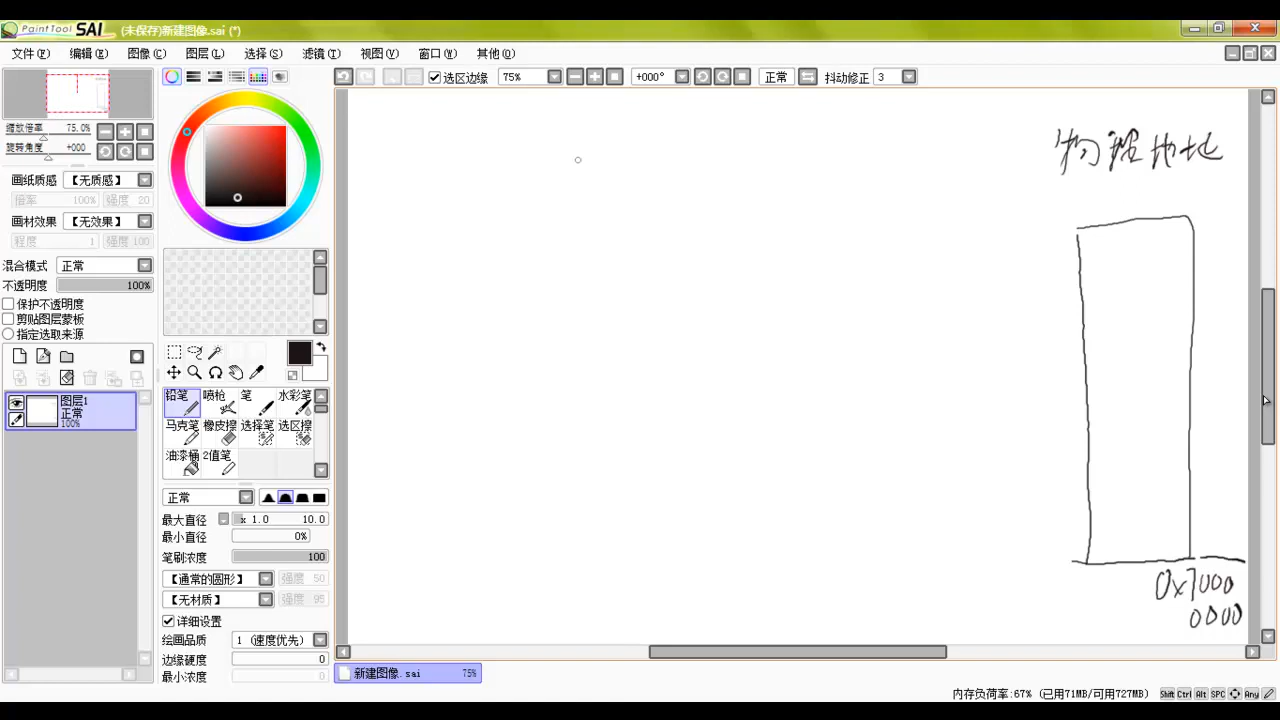 PaintTool SAI (未保存)新建图像.sai (*)
文件(F) 编辑(E) 图像(C) 图层(L) 选择(S) 滤镜(T) 视图(V) 窗口(W) 其他(O)
选区边缘 75% +000° 正常 抖动修正 3
缩放倍率 75.0%
旋转角度 +000
画纸质感 【无质感】
倍率 100% 强度 20
画材效果 【无效果】
程度 1 强度 100
混合模式 正常
不透明度 100%
保护不透明度
剪贴图层蒙板
指定选取来源
图层1
正常
100%
铅笔 喷枪 笔 水彩笔
马克笔 橡皮擦 选择笔 选区擦
油漆桶 2值笔
正常
最大直径 x 1.0 10.0
最小直径 0%
笔刷浓度 100
【通常的圆形】 强度 50
【无材质】 强度 95
详细设置
绘画品质 1 (速度优先)
边缘硬度 0
最小浓度 0
物理地址
0x7000
0000
新建图像.sai 75%
内存负荷率:67% (已用71MB/可用727MB) Shift Ctrl Alt SPC Any